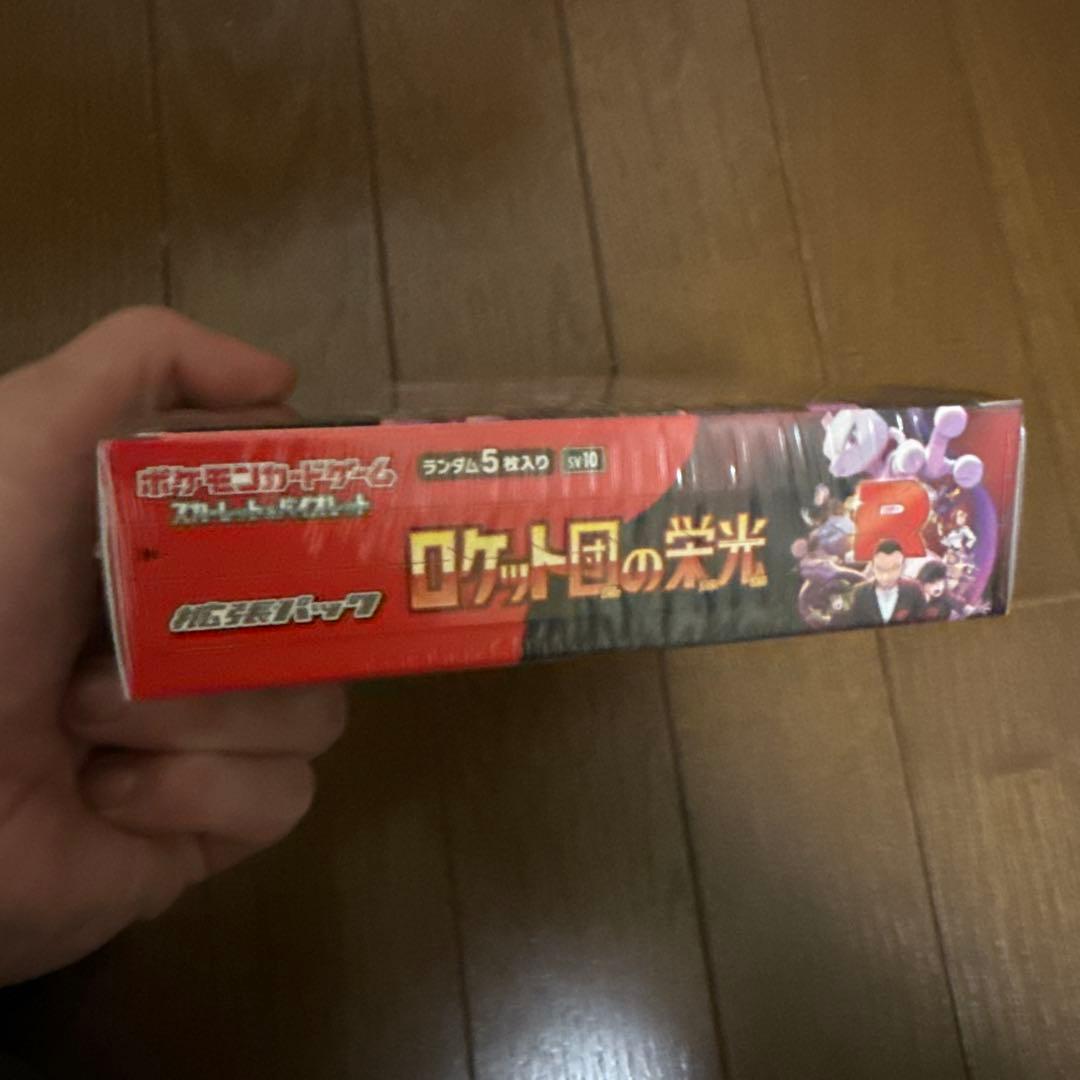 ポケモンカードゲーム
スカーレット&バイオレット
ランダム5枚入り
SV10
拡張パック
ロケット団の栄光
R